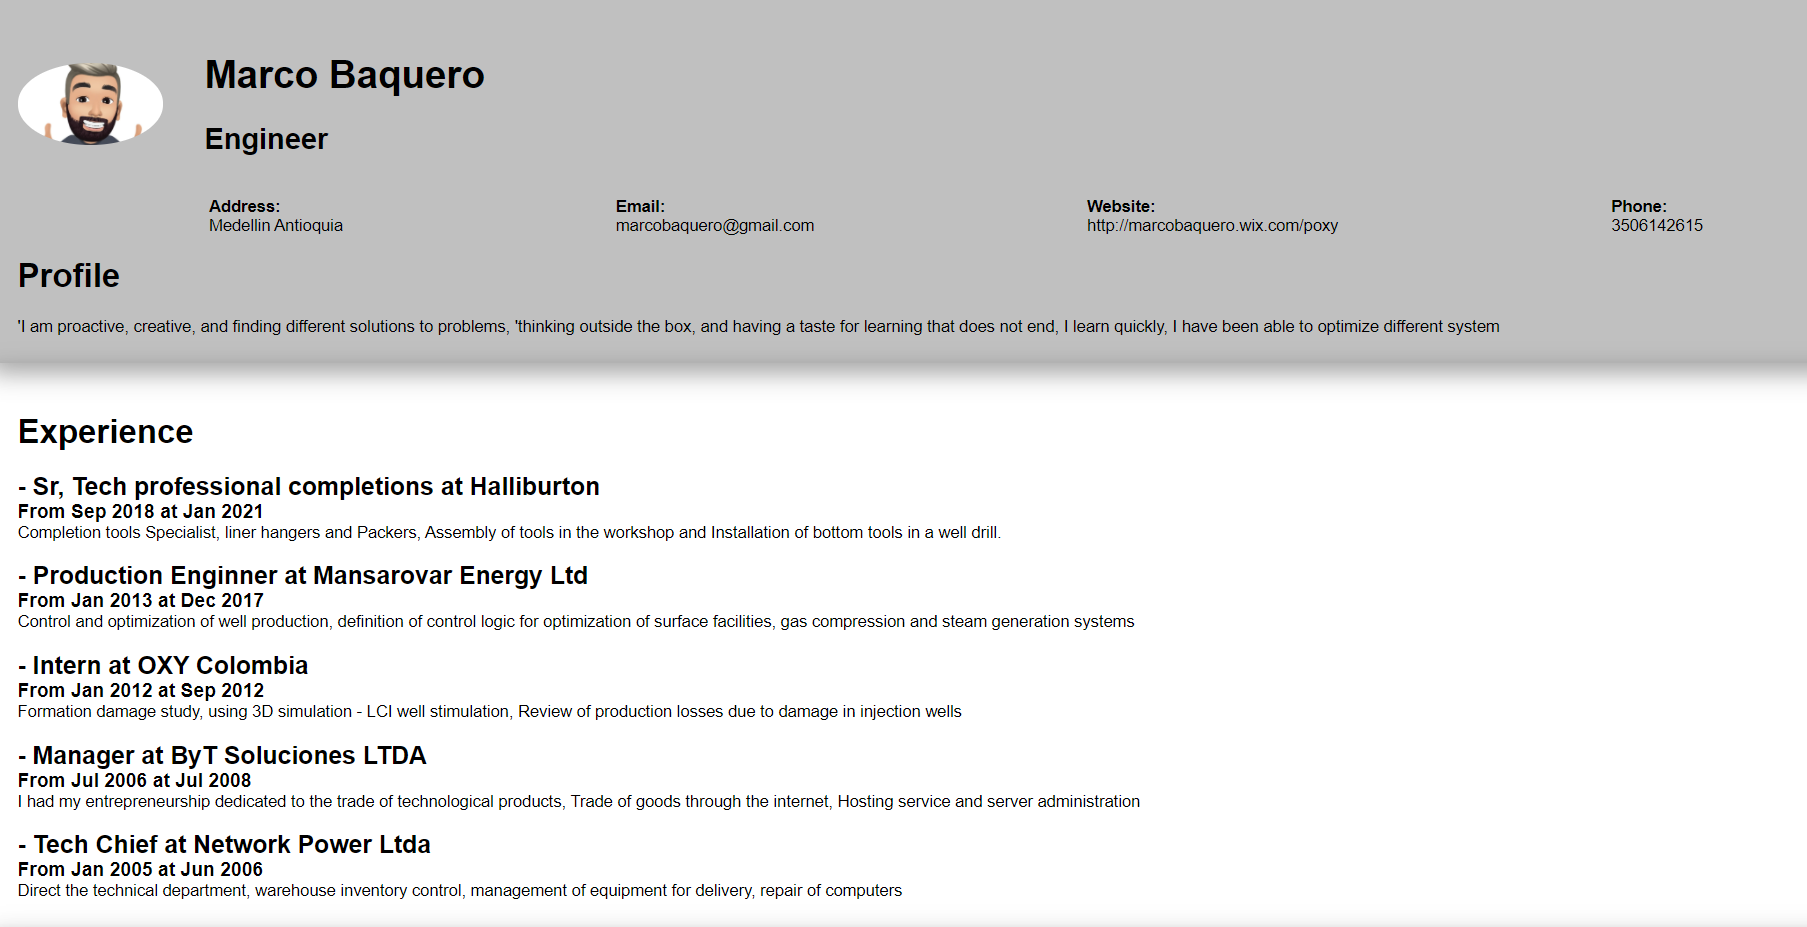 Marco Baquero
Engineer
Address: Email: Website: Phone:
Medellin Antioquia marcobaquero@gmail.com http://marcobaquero.wix.com/poxy 3506142615
Profile
'I am proactive, creative, and finding different solutions to problems, 'thinking outside the box, and having a taste for learning that does not end, I learn quickly, I have been able to optimize different system
Experience
- Sr, Tech professional completions at Halliburton
From Sep 2018 at Jan 2021
Completion tools Specialist, liner hangers and Packers, Assembly of tools in the workshop and Installation of bottom tools in a well drill.
- Production Enginner at Mansarovar Energy Ltd
From Jan 2013 at Dec 2017
Control and optimization of well production, definition of control logic for optimization of surface facilities, gas compression and steam generation systems
- Intern at OXY Colombia
From Jan 2012 at Sep 2012
Formation damage study, using 3D simulation - LCI well stimulation, Review of production losses due to damage in injection wells
- Manager at ByT Soluciones LTDA
From Jul 2006 at Jul 2008
I had my entrepreneurship dedicated to the trade of technological products, Trade of goods through the internet, Hosting service and server administration
- Tech Chief at Network Power Ltda
From Jan 2005 at Jun 2006
Direct the technical department, warehouse inventory control, management of equipment for delivery, repair of computers